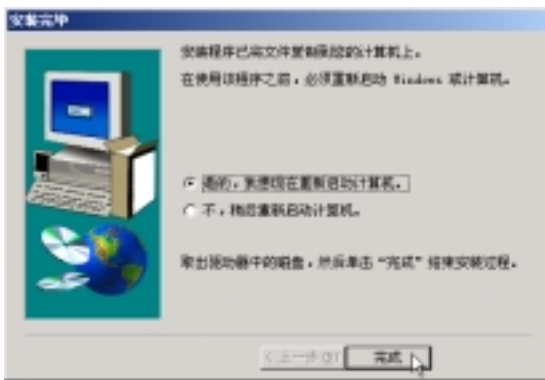 安装完毕
安装程序已将文件复制到您的计算机上。
在使用该程序之前，必须重新启动 Windows 或计算机。
是的，我想现在重新启动计算机。
不，稍后重新启动计算机。
取出驱动器中的磁盘，然后单击“完成”结束安装过程。
<上一步(B) 完成